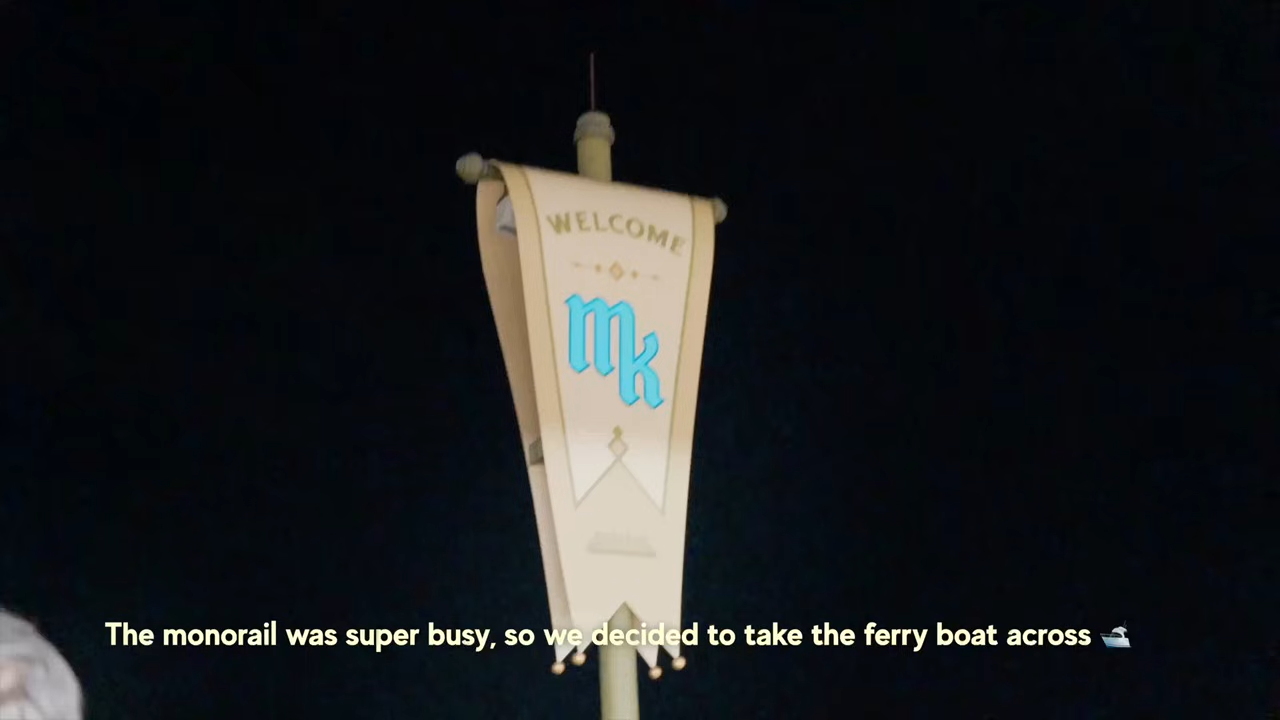 WELCOME
mk
The monorail was super busy, so we decided to take the ferry boat across 🛥️